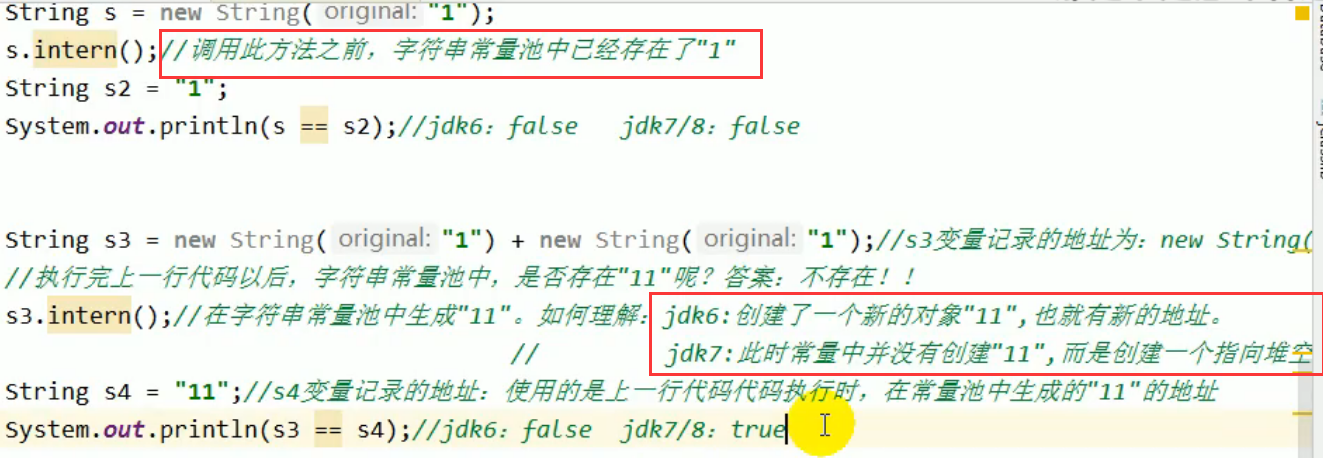 String s = new String( original: "1");
s.intern();//调用此方法之前，字符串常量池中已经存在了"1"
String s2 = "1";
System.out.println(s == s2);//jdk6：false   jdk7/8：false
String s3 = new String( original: "1") + new String( original: "1");//s3变量记录的地址为：new String(
//执行完上一行代码以后，字符串常量池中，是否存在"11"呢？答案：不存在！！
s3.intern();//在字符串常量池中生成"11"。如何理解：jdk6:创建了一个新的对象"11",也就有新的地址。
//         jdk7:此时常量中并没有创建"11",而是创建一个指向堆空
String s4 = "11";//s4变量记录的地址：使用的是上一行代码代码执行时，在常量池中生成的"11"的地址
System.out.println(s3 == s4);//jdk6：false  jdk7/8：true